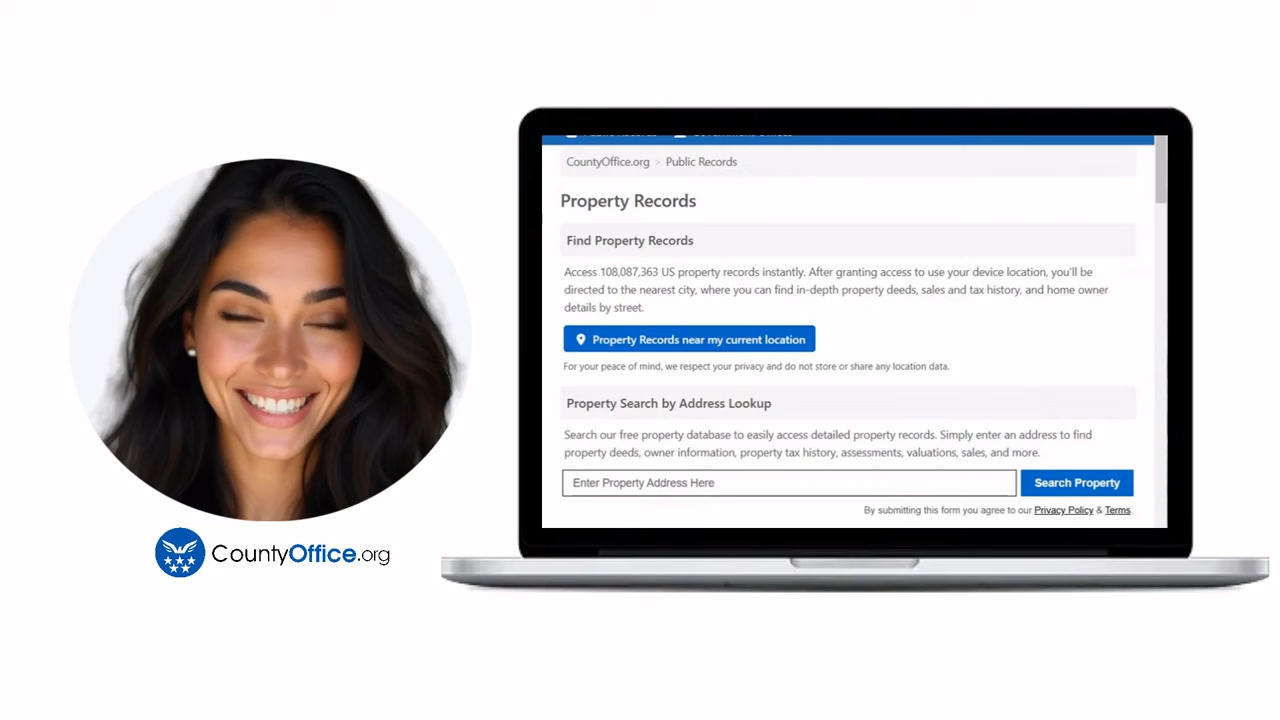 CountyOffice.org > Public Records
Property Records
Find Property Records
Access 108,087,363 US property records instantly. After granting access to use your device location, you'll be
directed to the nearest city, where you can find in-depth property deeds, sales and tax history, and home owner
details by street.
Property Records near my current location
For your peace of mind, we respect your privacy and do not store or share any location data.
Property Search by Address Lookup
Search our free property database to easily access detailed property records. Simply enter an address to find
property deeds, owner information, property tax history, assessments, valuations, sales, and more.
Enter Property Address Here
Search Property
By submitting this form you agree to our Privacy Policy & Terms.
CountyOffice.org